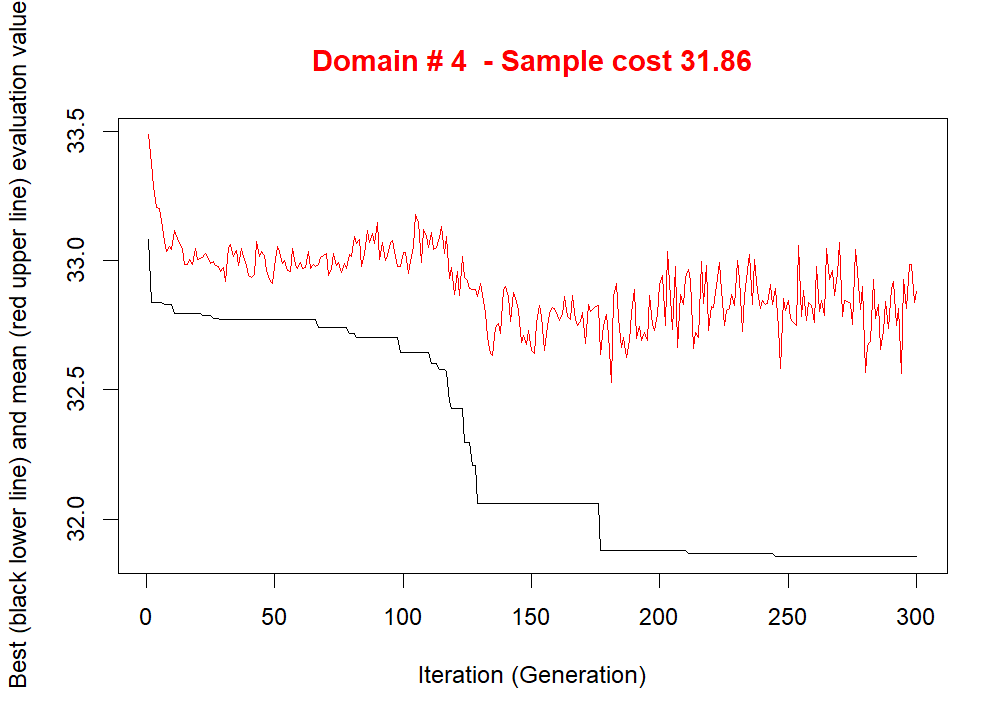 Domain # 4  - Sample cost 31.86
Best (black lower line) and mean (red upper line) evaluation value
33.5
33.0
32.5
32.0
0 50 100 150 200 250 300
Iteration (Generation)